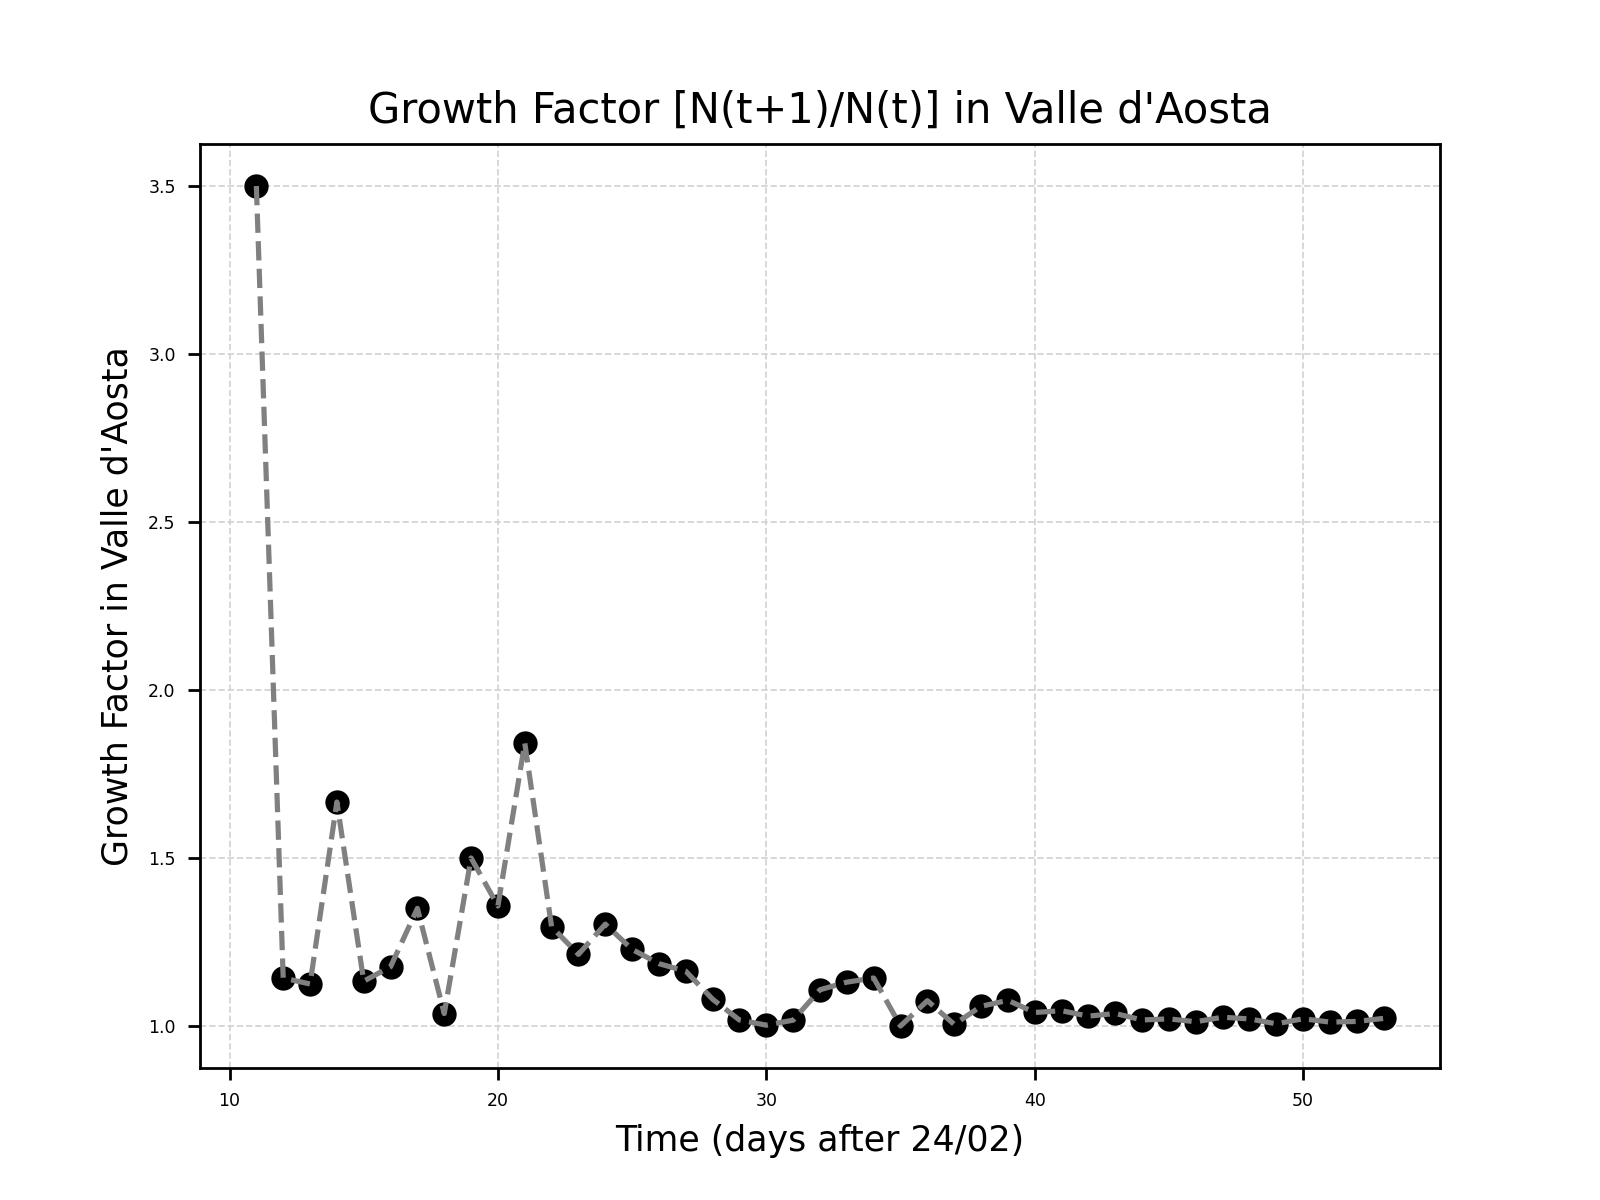 Growth Factor [N(t+1)/N(t)] in Valle d'Aosta
Growth Factor in Valle d'Aosta
3.5
3.0
2.5
2.0
1.5
1.0
10 20 30 40 50
Time (days after 24/02)